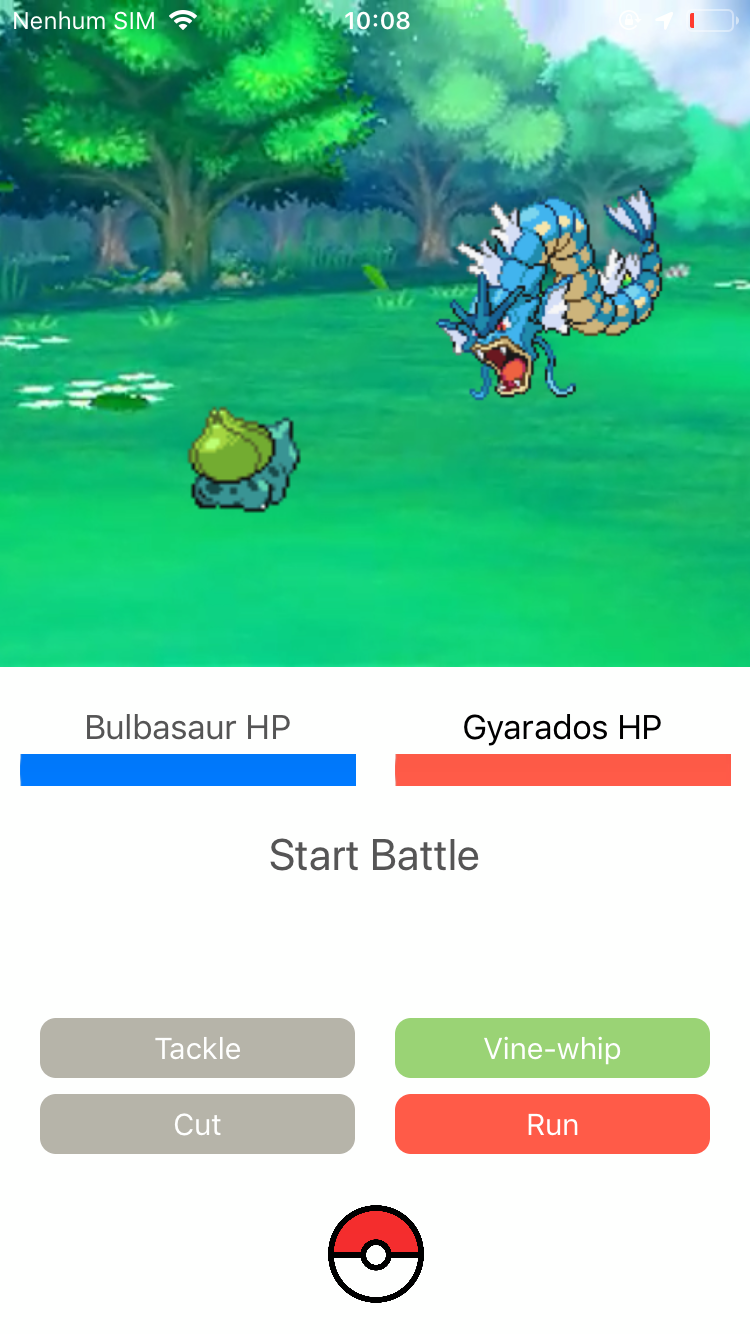 Nenhum SIM 10:08
Bulbasaur HP Gyarados HP
Start Battle
Tackle Vine-whip
Cut Run